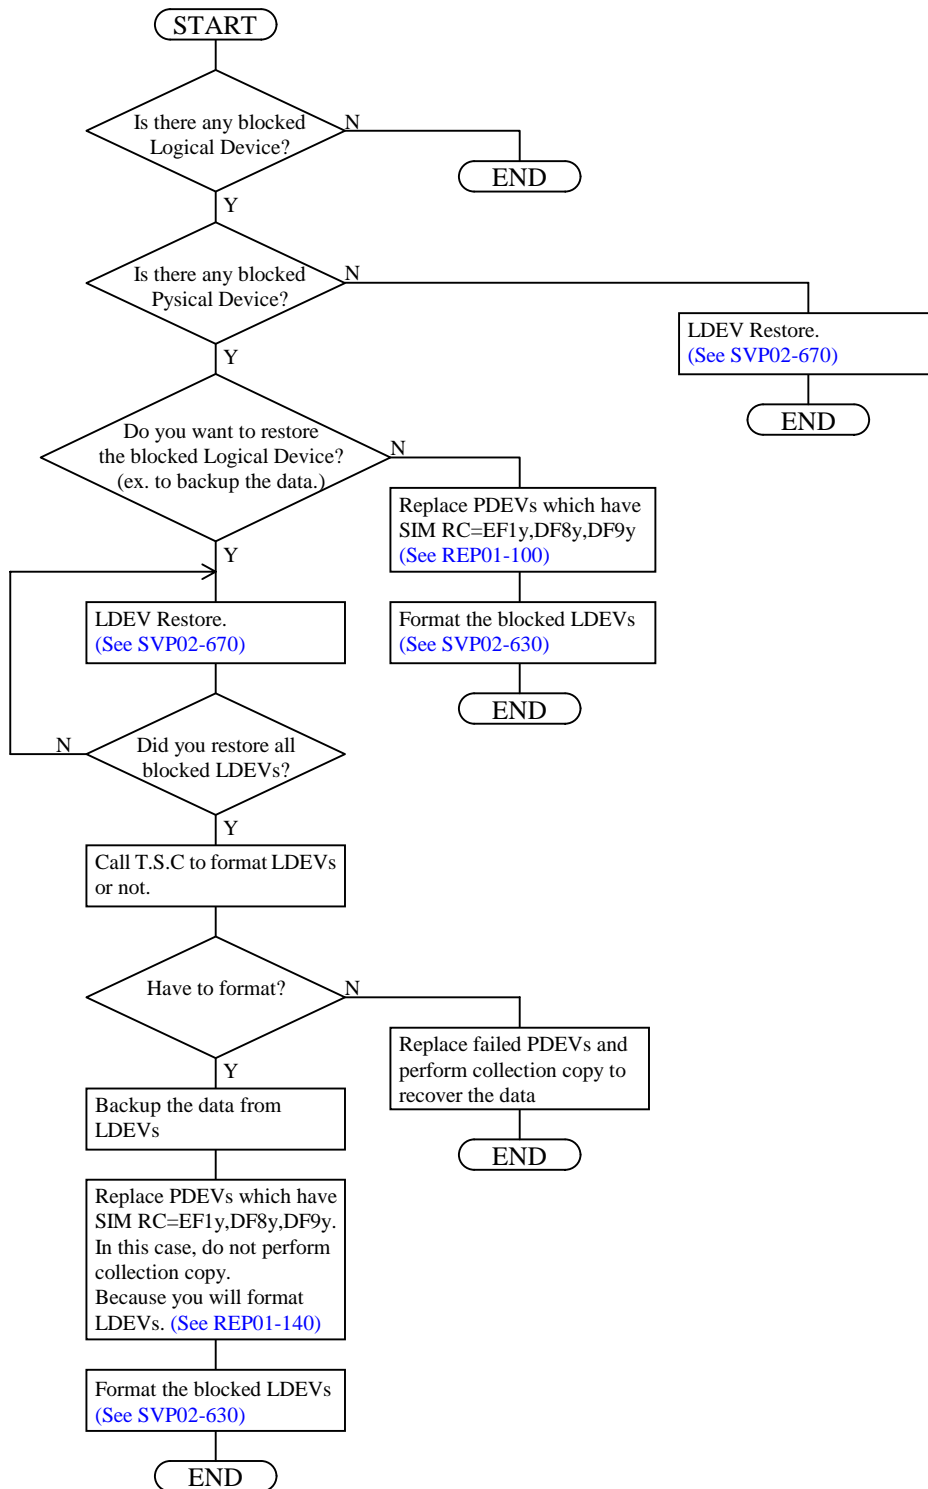 START
Is there any blocked
Logical Device?
N
END
Y
Is there any blocked
Pysical Device?
N
LDEV Restore.
(See SVP02-670)
END
Y
Do you want to restore
the blocked Logical Device?
(ex. to backup the data.)
N
Replace PDEVs which have
SIM RC=EF1y,DF8y,DF9y
(See REP01-100)
Format the blocked LDEVs
(See SVP02-630)
END
Y
LDEV Restore.
(See SVP02-670)
Did you restore all
blocked LDEVs?
N
Y
Call T.S.C to format LDEVs
or not.
Have to format?
N
Replace failed PDEVs and
perform collection copy to
recover the data
END
Y
Backup the data from
LDEVs
Replace PDEVs which have
SIM RC=EF1y,DF8y,DF9y.
In this case, do not perform
collection copy.
Because you will format
LDEVs. (See REP01-140)
Format the blocked LDEVs
(See SVP02-630)
END